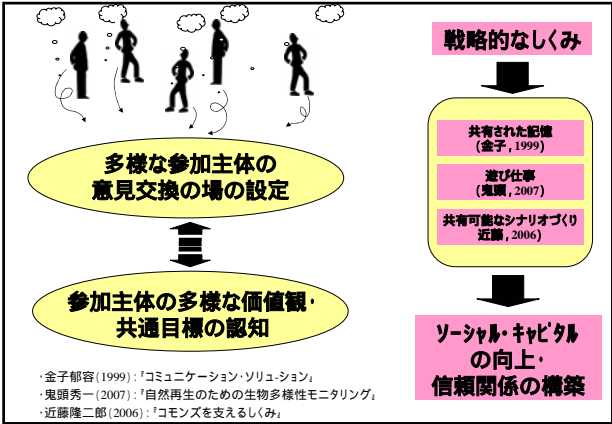 多様な参加主体の
意見交換の場の設定
参加主体の多様な価値観・
共通目標の認知
・金子郁容(1999):『コミュニケーション・ソリュ-ション』
・鬼頭秀一(2007):『自然再生のための生物多様性モニタリング』
・近藤隆二郎(2006):『コモンズを支えるしくみ』
戦略的なしくみ
共有された記憶
(金子,1999)
遊び仕事
(鬼頭,2007)
共有可能なシナリオづくり
近藤,2006)
ソーシャル・キャピタル
の向上・
信頼関係の構築